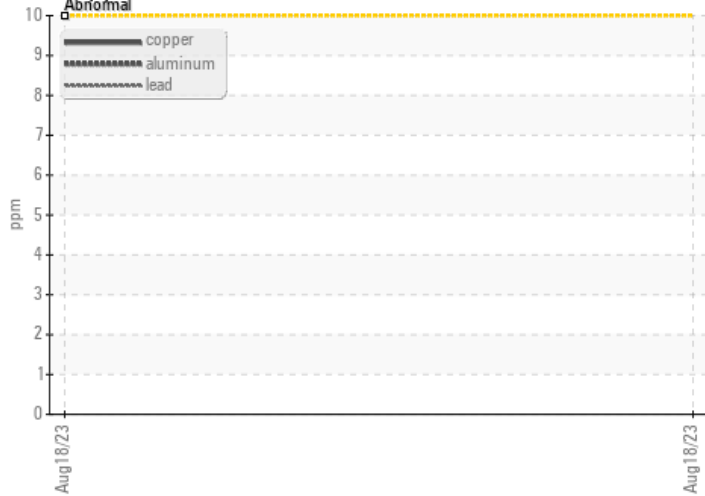 Abnormal
10
copper
9
aluminum
lead
8
7
6
ppm
5
4
3
2
1
0
Aug18/23
Aug18/23